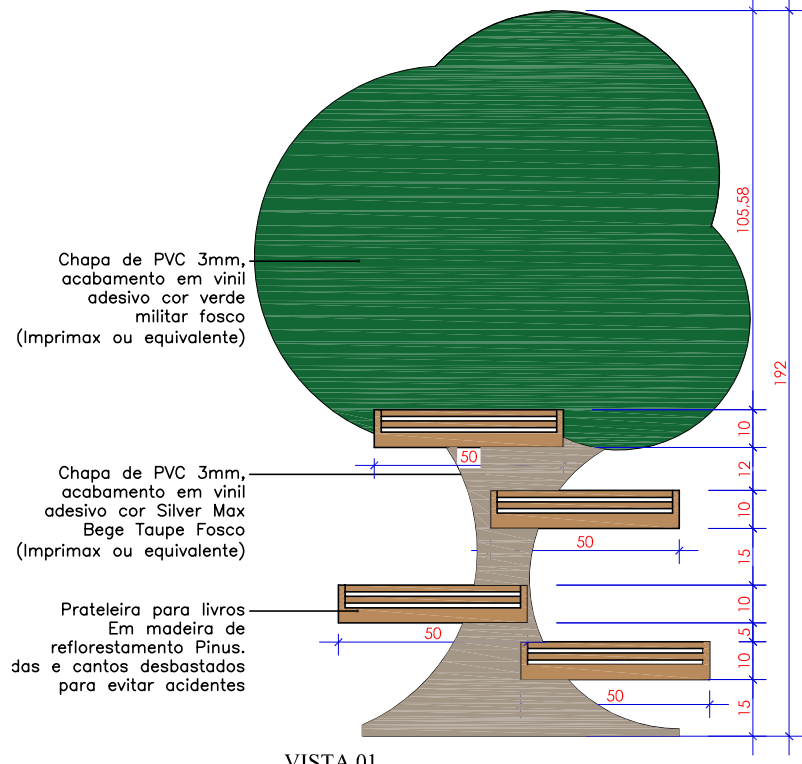 Chapa de PVC 3mm,
acabamento em vinil
adesivo cor verde
militar fosco
(Imprimax ou equivalente)
105,58
192
10
50
12
Chapa de PVC 3mm,
acabamento em vinil
adesivo cor Silver Max
Bege Taupe Fosco
(Imprimax ou equivalente)
10
50
15
Prateleira para livros
Em madeira de
reflorestamento Pinus.
das e cantos desbastados
para evitar acidentes
10
50
5
10
50
15
VISTA 01